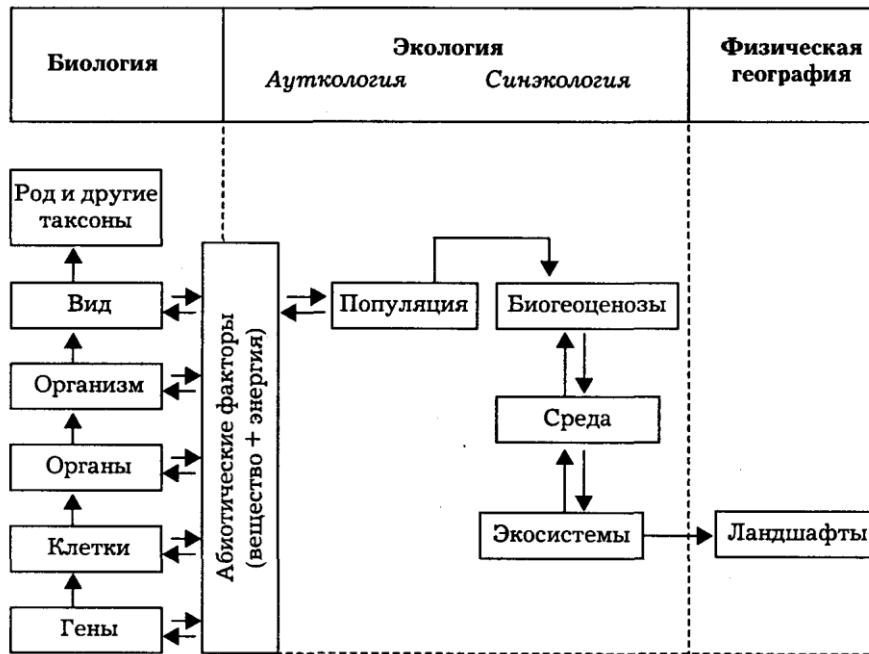 Биология
Экология
Ауткология
Синэкология
Физическая
география
Род и другие
таксоны
Вид
Организм
Органы
Клетки
Гены
Абиотические факторы
(вещество + энергия)
Популяция
Биогеоценозы
Среда
Экосистемы
Ландшафты